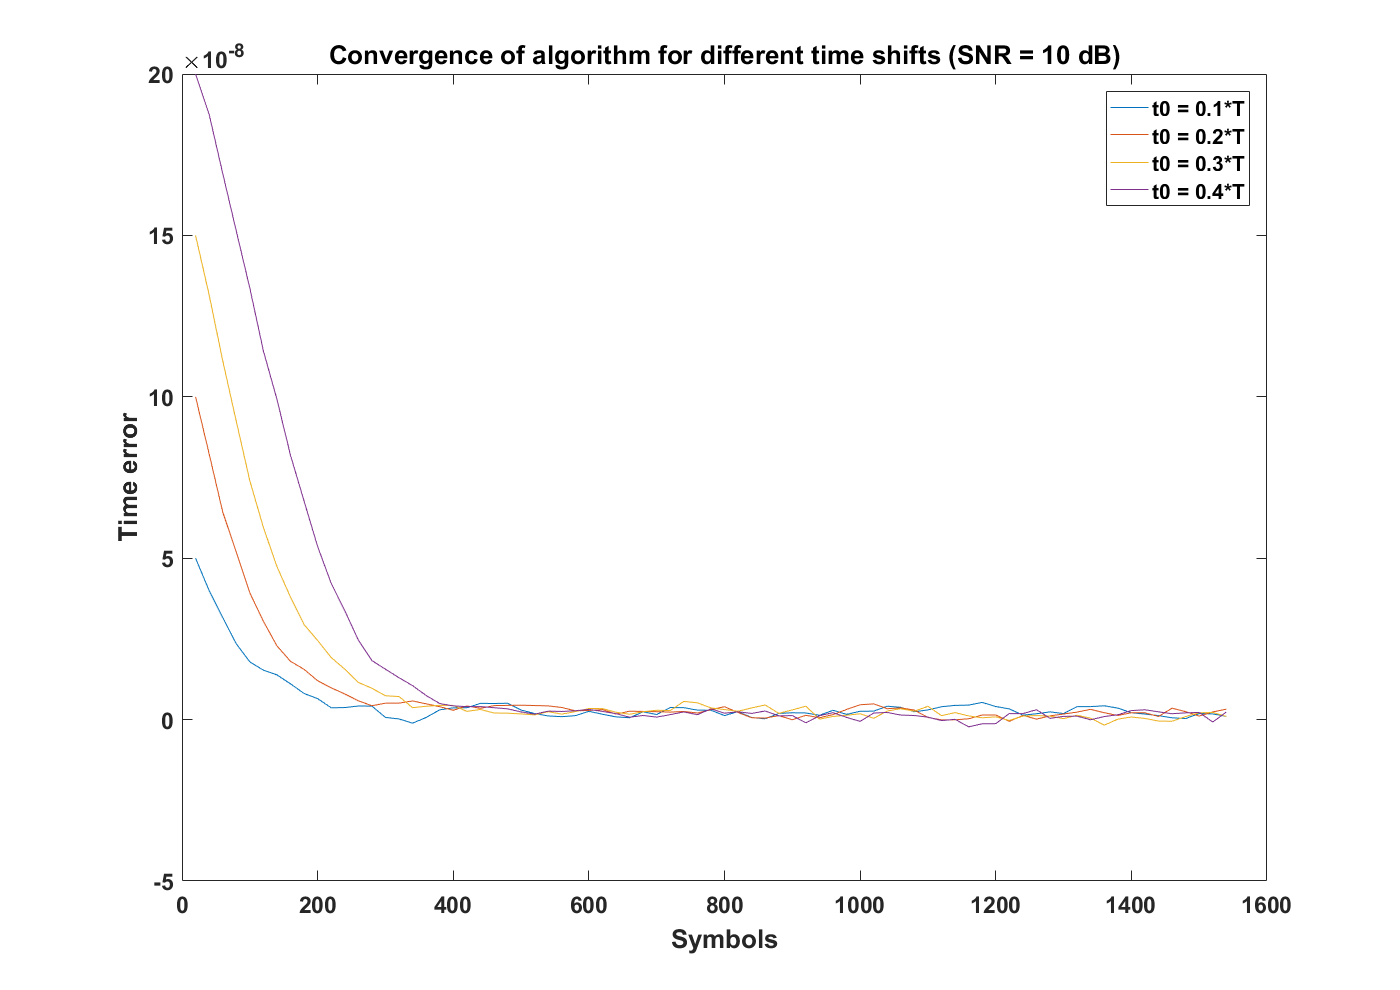 Convergence of algorithm for different time shifts (SNR = 10 dB)
×10-8
20
15
10
5
0
-5
Time error
0 200 400 600 800 1000 1200 1400 1600
Symbols
t0 = 0.1*T
t0 = 0.2*T
t0 = 0.3*T
t0 = 0.4*T